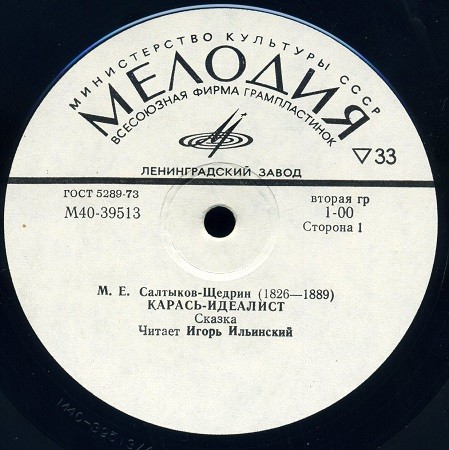 МИНИСТЕРСТВО КУЛЬТУРЫ СССР
МЕЛОДИЯ
ВСЕСОЮЗНАЯ ФИРМА ГРАМПЛАСТИНОК
ЛЕНИНГРАДСКИЙ ЗАВОД
▽33
ГОСТ 5289-73
М40-39513
вторая гр
1-00
Сторона 1
М. Е. Салтыков-Щедрин (1826—1889)
КАРАСЬ-ИДЕАЛИСТ
Сказка
Читает Игорь Ильинский